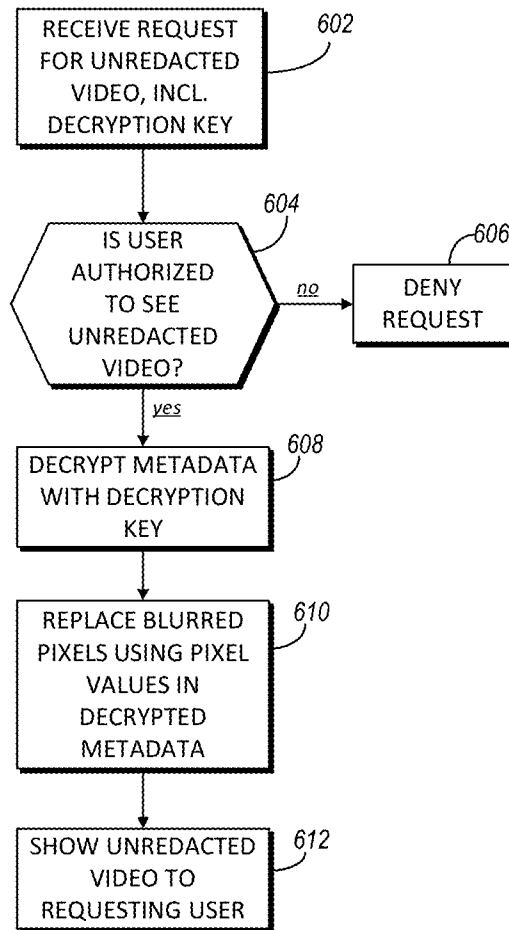 RECEIVE REQUEST
FOR UNREDACTED
VIDEO, INCL.
DECRYPTION KEY
602
IS USER
AUTHORIZED
TO SEE
UNREDACTED
VIDEO?
604
no
606
DENY
REQUEST
yes
DECRYPT METADATA
WITH DECRYPTION
KEY
608
REPLACE BLURRED
PIXELS USING PIXEL
VALUES IN
DECRYPTED
METADATA
610
SHOW UNREDACTED
VIDEO TO
REQUESTING USER
612